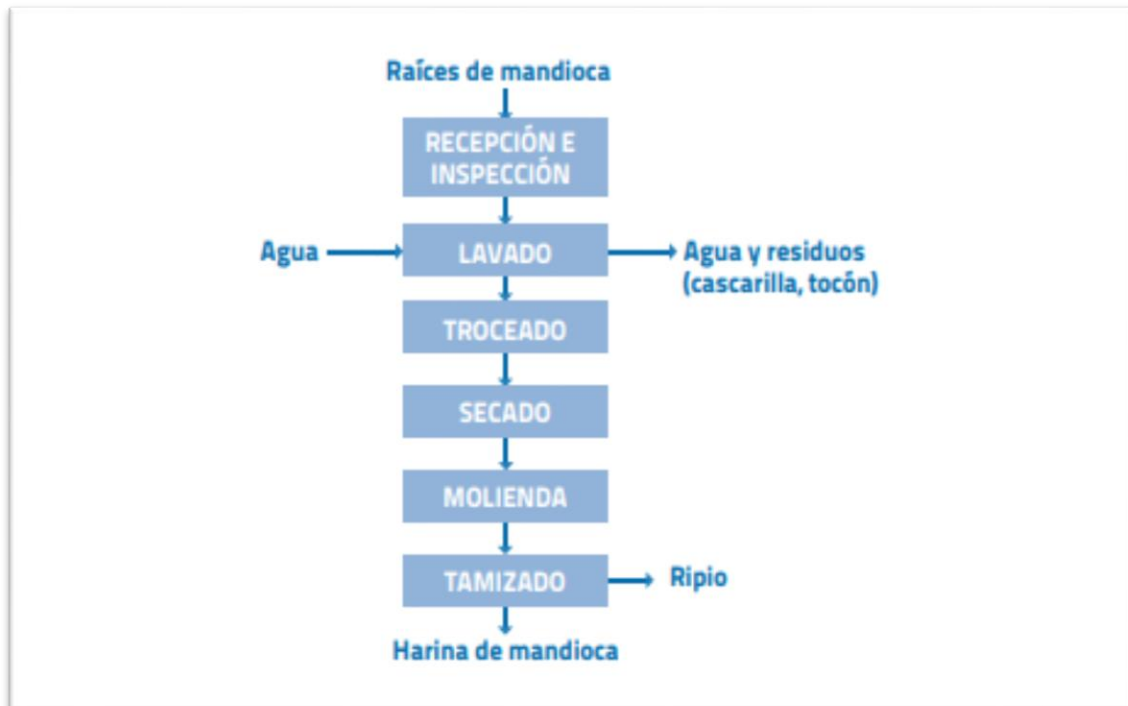 Raíces de mandioca
RECEPCIÓN E
INSPECCIÓN
Agua
LAVADO
Agua y residuos
(cascarilla, tocón)
TROCEADO
SECADO
MOLIENDA
TAMIZADO
Ripio
Harina de mandioca